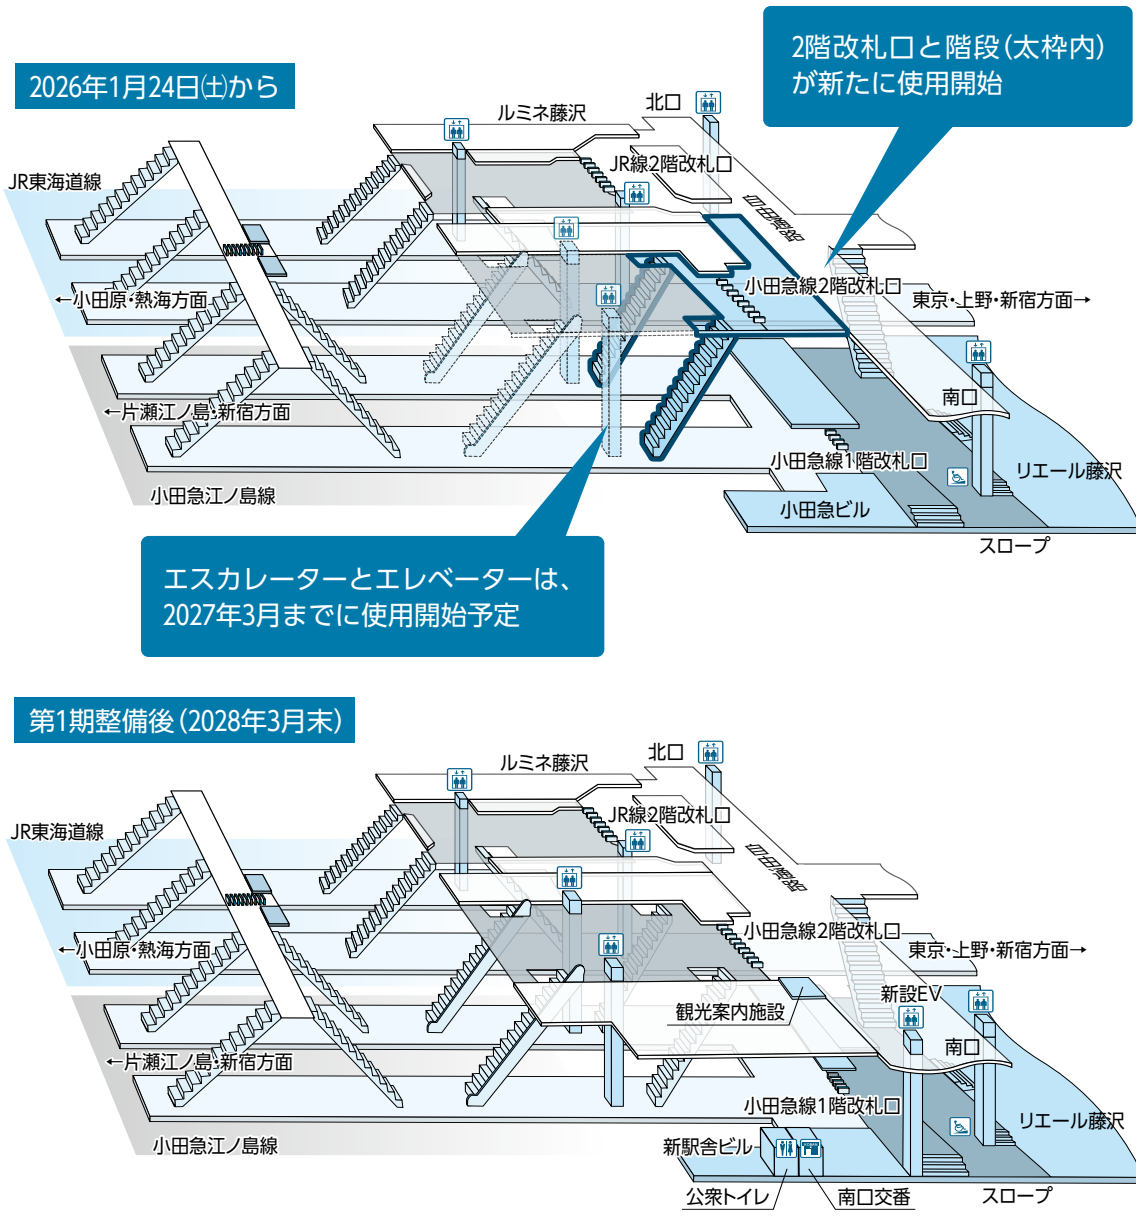 2階改札口と階段(太枠内)
が新たに使用開始
2026年1月24日㈯から
ルミネ藤沢
北口
JR線2階改札口
JR東海道線
小田急線2階改札口
←小田原・熱海方面
東京・上野・新宿方面→
←片瀬江ノ島・新宿方面
南口
小田急線1階改札口
リエール藤沢
小田急江ノ島線
小田急ビル
スロープ
エスカレーターとエレベーターは、
2027年3月までに使用開始予定
第1期整備後(2028年3月末)
北口
ルミネ藤沢
JR線2階改札口
JR東海道線
小田急線2階改札口
←小田原・熱海方面
東京・上野・新宿方面→
新設EV
観光案内施設
南口
←片瀬江ノ島・新宿方面
小田急線1階改札口
リエール藤沢
小田急江ノ島線
新駅舎ビル
公衆トイレ
南口交番
スロープ